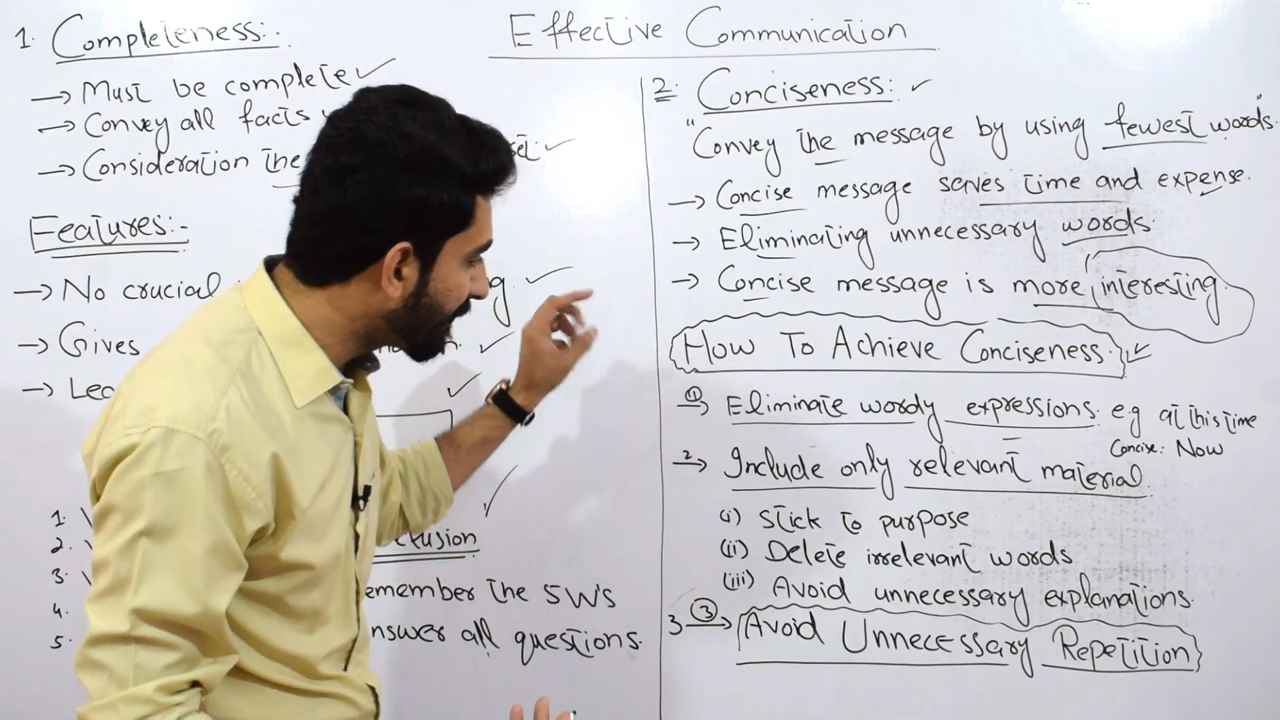 Effective Communication
1. Completeness:-
→ Must be complete ✓
→ Convey all facts
→ Consideration the
Features:-
→ No crucial
→ Gives
→ Lea
1.
2.
3.
4.
5.
clusion
emember the 5W's
nswer all questions.
2. Conciseness: ✓
"Convey the message by using fewest words."
→ Concise message saves time and expense.
→ Eliminating unnecessary words.
→ Concise message is more interesting
How To Achieve Conciseness. ✓
① → Eliminate wordy expressions. e.g at this time
Concise: Now
2 → Include only relevant material.
(i) Stick to purpose
(ii) Delete irrelevant words
(iii) Avoid unnecessary explanations.
3 ③ → Avoid Unnecessary Repetition